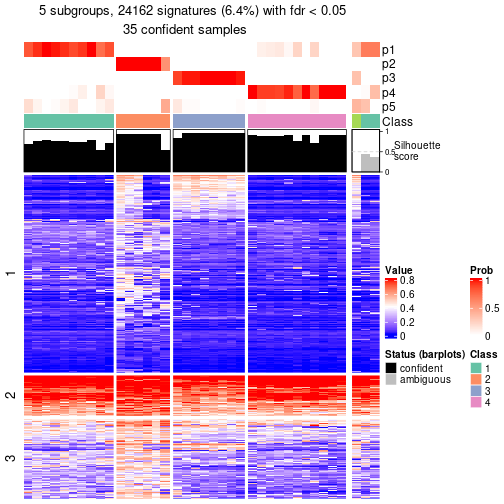 5 subgroups, 24162 signatures (6.4%) with fdr < 0.05
35 confident samples
p1
p2
p3
p4
p5
Class
1
0.5
0
Silhouette
score
1
2
3
Value
0.8
0.6
0.4
0.2
0
Prob
1
0.5
0
Status (barplots)
confident
ambiguous
Class
1
2
3
4